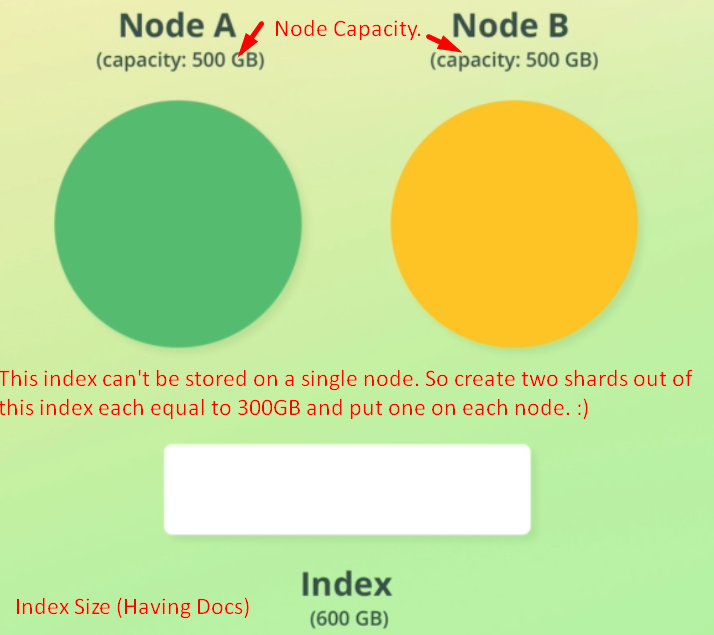 Node A Node Capacity. Node B
(capacity: 500 GB) (capacity: 500 GB)
This index can't be stored on a single node. So create two shards out of
this index each equal to 300GB and put one on each node. :)
Index
Index Size (Having Docs)
(600 GB)